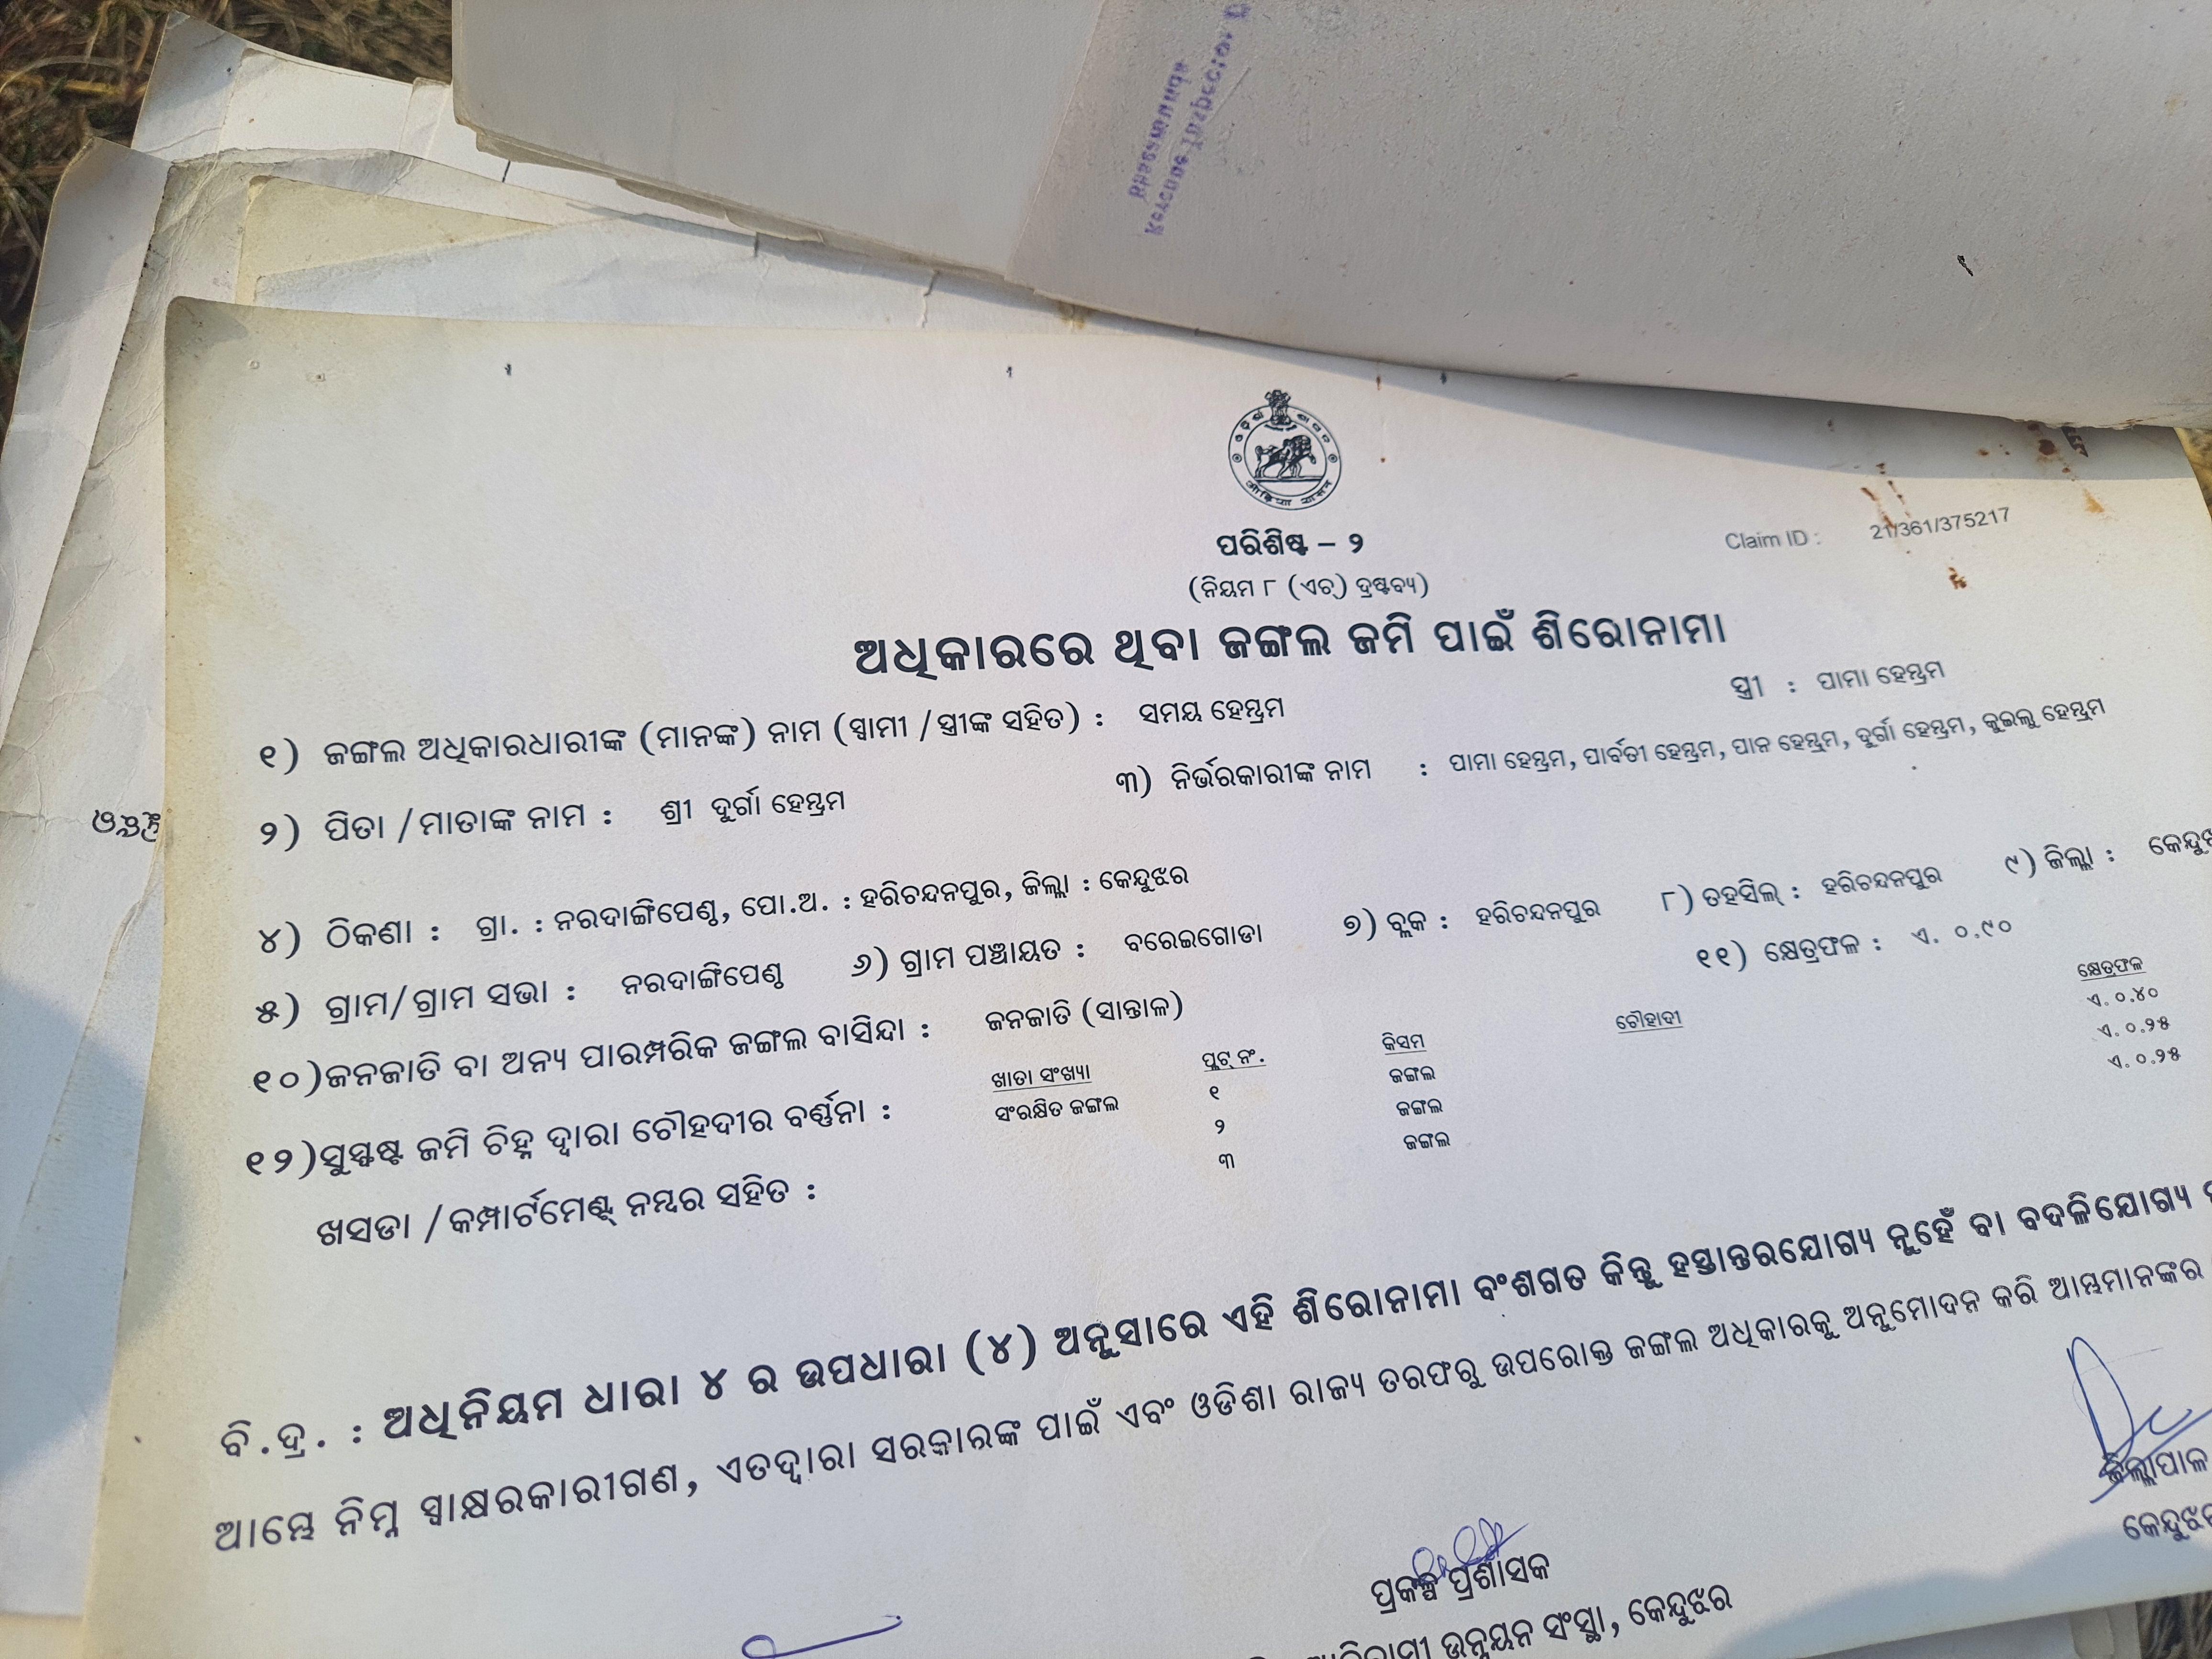 ପରିଶିଷ୍ଟ – ୨
Claim ID : 21/361/375217
(ନିୟମ ୮ (ଏଚ୍) ଦ୍ରଷ୍ଟବ୍ୟ)
ଅଧିକାରରେ ଥିବା ଜଙ୍ଗଲ ଜମି ପାଇଁ ଶିରୋନାମା
୧) ଜଙ୍ଗଲ ଅଧିକାରଧାରୀଙ୍କ (ମାନଙ୍କ) ନାମ (ସ୍ୱାମୀ /ସ୍ତ୍ରୀଙ୍କ ସହିତ) : ସମୟ ହେମ୍ଭ୍ରମ ସ୍ତ୍ରୀ : ପାମା ହେମ୍ଭ୍ରମ
୨) ପିତା /ମାତାଙ୍କ ନାମ : ଶ୍ରୀ ଦୁର୍ଗା ହେମ୍ଭ୍ରମ ୩) ନିର୍ଭରକାରୀଙ୍କ ନାମ : ପାମା ହେମ୍ଭ୍ରମ, ପାର୍ବତୀ ହେମ୍ଭ୍ରମ, ପାନ ହେମ୍ଭ୍ରମ, ଦୁର୍ଗା ହେମ୍ଭ୍ରମ, କୁଇଲୁ ହେମ୍ଭ୍ରମ
୪) ଠିକଣା : ଗ୍ରା. : ନରଦାଙ୍ଗିପେଣ୍ଠ, ପୋ.ଅ. : ହରିଚନ୍ଦନପୁର, ଜିଲ୍ଲା : କେନ୍ଦୁଝର
୫) ଗ୍ରାମ/ଗ୍ରାମ ସଭା : ନରଦାଙ୍ଗିପେଣ୍ଠ ୬) ଗ୍ରାମ ପଞ୍ଚାୟତ : ବରେଇଗୋଡା ୭) ବ୍ଲକ : ହରିଚନ୍ଦନପୁର ୮) ତହସିଲ୍ : ହରିଚନ୍ଦନପୁର ୯) ଜିଲ୍ଲା :
୧୦)ଜନଜାତି ବା ଅନ୍ୟ ପାରମ୍ପରିକ ଜଙ୍ଗଲ ବାସିନ୍ଦା : ଜନଜାତି (ସାନ୍ତାଳ) ୧୧) କ୍ଷେତ୍ରଫଳ : ଏ. ୦.୯୦
୧୨)ସୁସ୍ପଷ୍ଟ ଜମି ଚିହ୍ନ ଦ୍ୱାରା ଚୌହଦୀର ବର୍ଣ୍ଣନା :
ଖସଡା /କମ୍ପାର୍ଟମେଣ୍ଟ୍ ନମ୍ବର ସହିତ :
ଖାତା ସଂଖ୍ୟା ପ୍ଲଟ୍ ନଂ. କିସମ ଚୌହାଦୀ କ୍ଷେତ୍ରଫଳ
ସଂରକ୍ଷିତ ଜଙ୍ଗଲ ୧ ଜଙ୍ଗଲ ଏ. ୦.୪୦
୨ ଜଙ୍ଗଲ ଏ. ୦.୨୫
୩ ଜଙ୍ଗଲ ଏ. ୦.୨୫
ବି.ଦ୍ର. : ଅଧିନିୟମ ଧାରା ୪ ର ଉପଧାରା (୪) ଅନୁସାରେ ଏହି ଶିରୋନାମା ବଂଶଗତ କିନ୍ତୁ ହସ୍ତାନ୍ତରଯୋଗ୍ୟ ନୁହେଁ ବା ବଦଳିଯୋଗ୍ୟ
ଆମ୍ଭେ ନିମ୍ନ ସ୍ୱାକ୍ଷରକାରୀଗଣ, ଏତଦ୍ୱାରା ସରକାରଙ୍କ ପାଇଁ ଏବଂ ଓଡିଶା ରାଜ୍ୟ ତରଫରୁ ଉପରୋକ୍ତ ଜଙ୍ଗଲ ଅଧିକାରକୁ ଅନୁମୋଦନ କରି ଆମ୍ଭମାନଙ୍କର
ଜିଲ୍ଲାପାଳ
ପ୍ରକଳ୍ପ ପ୍ରଶାସକ
ଉନ୍ନୟନ ସଂସ୍ଥା, କେନ୍ଦୁଝର